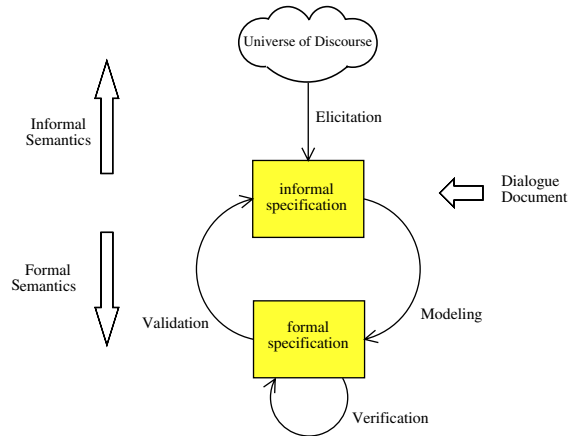 Universe of Discourse
Elicitation
Informal
Semantics
informal
specification
Dialogue
Document
Formal
Semantics
Validation
Modeling
formal
specification
Verification